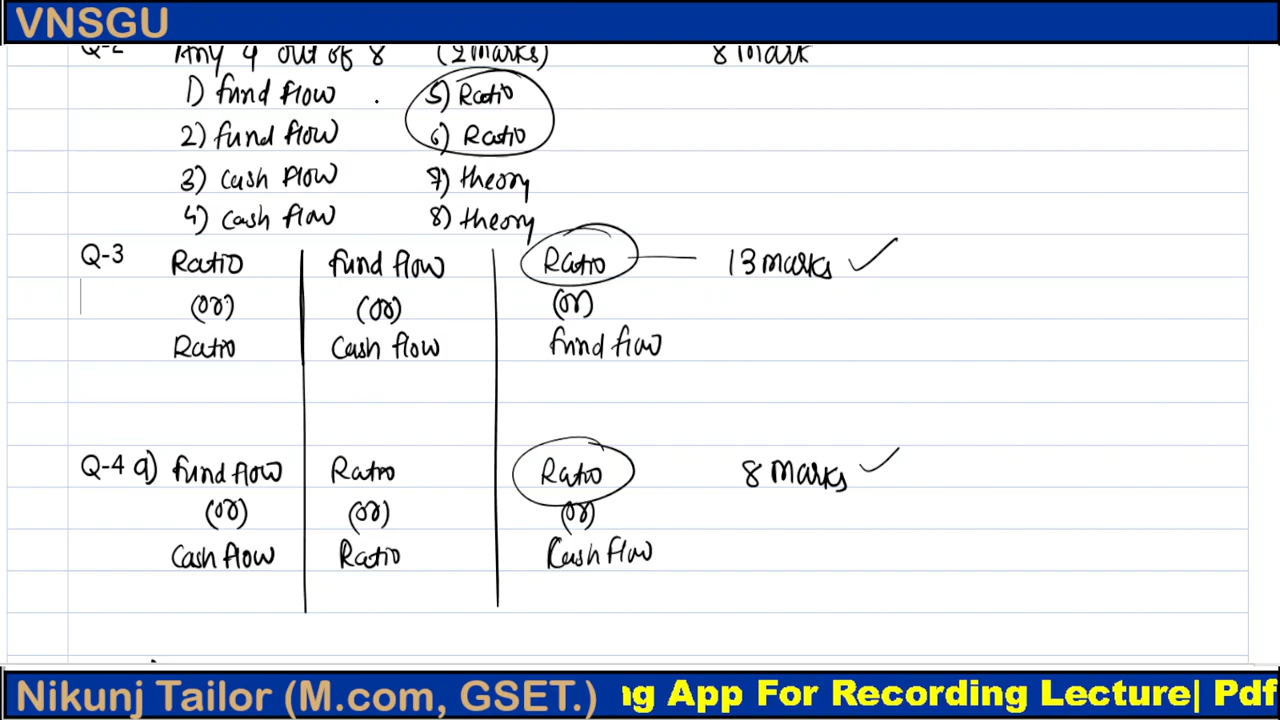 VNSGU
Q-2 Any 4 out of 8 (2 Marks) 8 Mark
1) fund flow 5) Ratio
2) fund flow 6) Ratio
3) Cash Flow 7) theory
4) Cash flow 8) theory
Q-3 Ratio fund flow Ratio 13 marks ✓
(or) (or) (or)
Ratio Cash flow fund flow
Q-4 a) fund flow Ratio Ratio 8 Marks ✓
(or) (or) (or)
Cash flow Ratio Cash flow
Nikunj Tailor (M.com, GSET.) ng App For Recording Lecture| Pdf